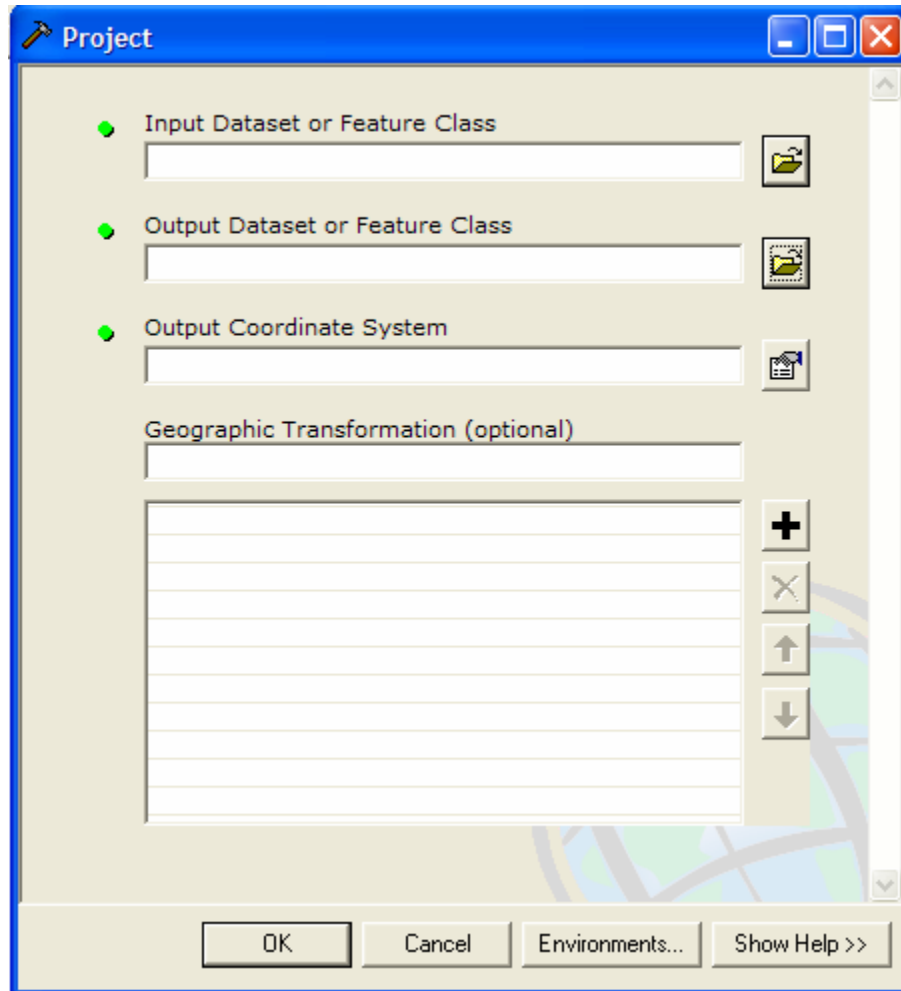 Project
Input Dataset or Feature Class
Output Dataset or Feature Class
Output Coordinate System
Geographic Transformation (optional)
OK
Cancel
Environments...
Show Help >>